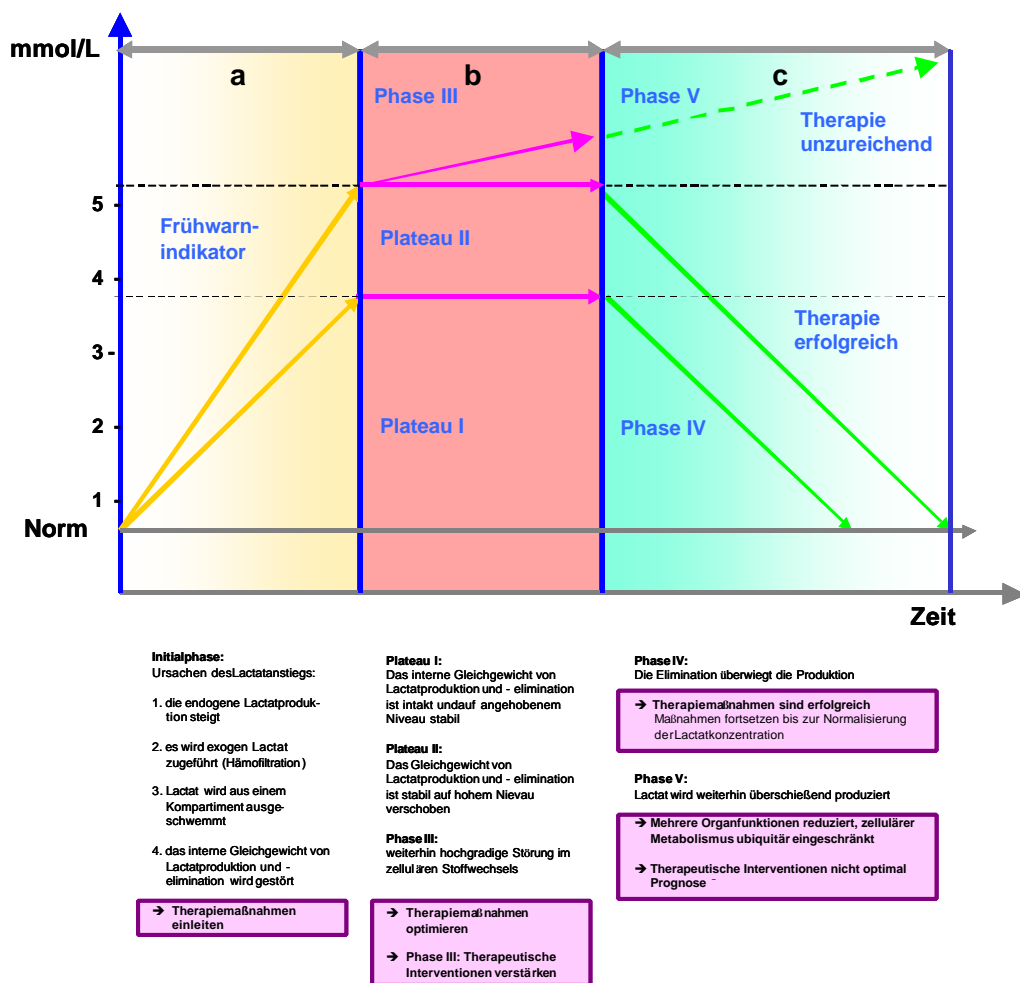 mmol/L
a
b
c
Phase III
Phase V
Therapie
unzureichend
5
Frühwarn-
indikator
Plateau II
4
Therapie
erfolgreich
3
2
Plateau I
Phase IV
1
Norm
Zeit
Initialphase:
Ursachen desLactatanstiegs:
1. die endogene Lactatproduk-
tion steigt
2. es wird exogen Lactat
zugeführt (Hämofiltration)
3. Lactat wird aus einem
Kompartiment ausge-
schwemmt
4. das interne Gleichgewicht von
Lactatproduktion und -
elimination wird gestört
➔ Therapiemaßnahmen
einleiten
Plateau I:
Das interne Gleichgewicht von
Lactatproduktion und - elimination
ist intakt undauf angehobenem
Niveau stabil
Plateau II:
Das Gleichgewicht von
Lactatproduktion und - elimination
ist stabil auf hohem Nievau
verschoben
Phase III:
weiterhin hochgradige Störung im
zellulären Stoffwechsels
➔ Therapiemaßnahmen
optimieren
➔ Phase III: Therapeutische
Interventionen verstärken
Phase IV:
Die Elimination überwiegt die Produktion
➔ Therapiemaßnahmen sind erfolgreich
Maßnahmen fortsetzen bis zur Normalisierung
derLactatkonzentration
Phase V:
Lactat wird weiterhin überschießend produziert
➔ Mehrere Organfunktionen reduziert, zellulärer
Metabolismus ubiquitär eingeschränkt
➔ Therapeutische Interventionen nicht optimal
Prognose ¯